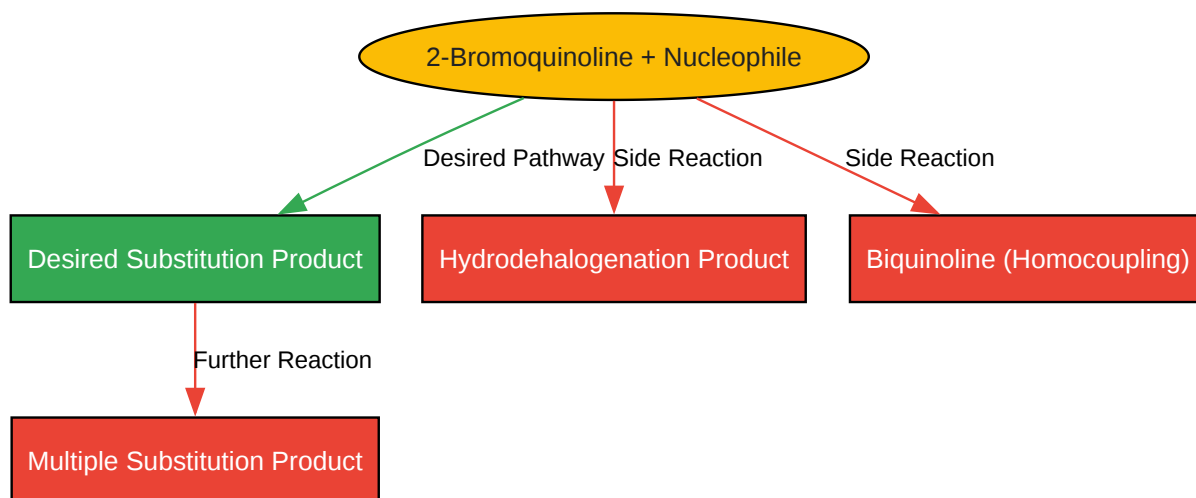 2-Bromoquinoline + Nucleophile
Desired Pathway
Side Reaction
Side Reaction
Desired Substitution Product
Hydrodehalogenation Product
Biquinoline (Homocoupling)
Further Reaction
Multiple Substitution Product